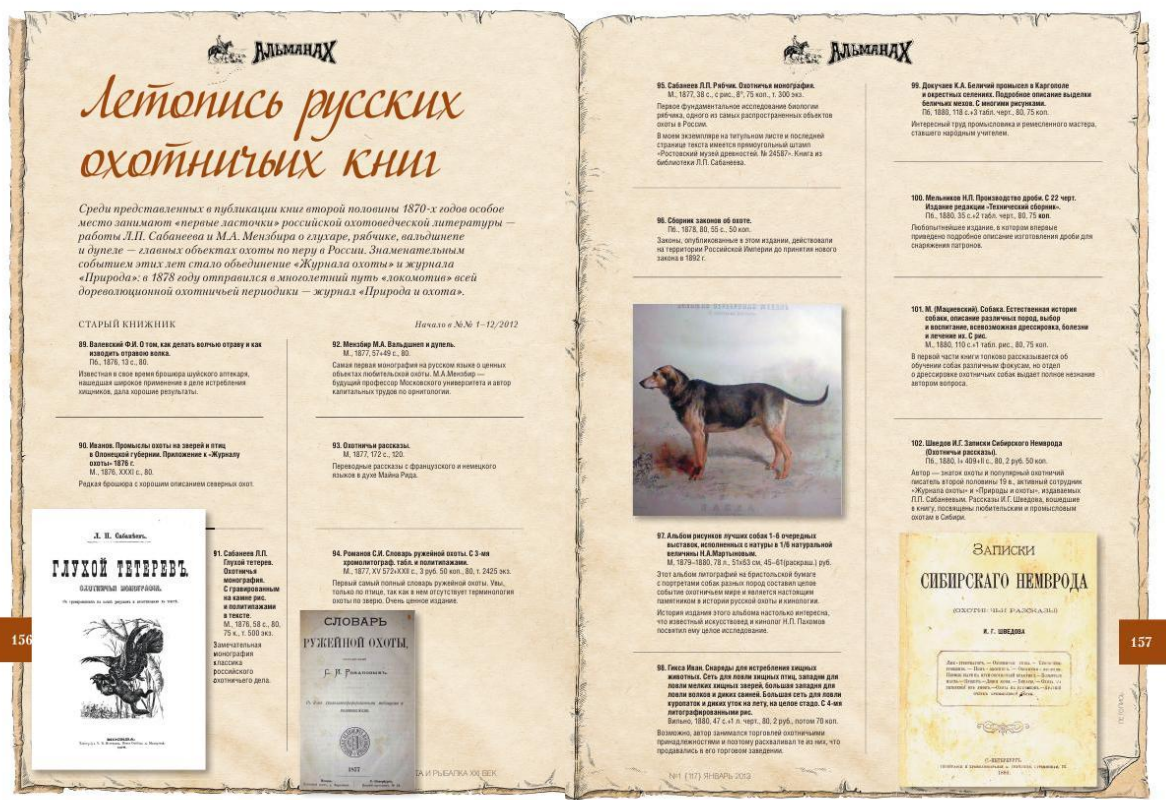 АЛЬМАНАХ
Летопись русских
охотничьих книг
Среди представленных в публикации книг второй половины 1870-х годов особое
место занимают «первые ласточки» российской охотоведческой литературы —
работы Л.П. Сабанеева и М.А. Мензбира о глухаре, рябчике, вальдшнепе
и дупеле — главных объектах охоты по перу в России. Знаменательным
событием этих лет стало объединение «Журнала охоты» и журнала
«Природа»: в 1878 году отправился в многолетний путь «локомотив» всей
дореволюционной охотничьей периодики — журнал «Природа и охота».
СТАРЫЙ КНИЖНИК
Начало в №№ 1–12/2012
89. Валевский Ф.И. О том, как делать волчью отраву и как
изводить отравою волка.
Пб., 1876, 13 с., 80.
Известная в свое время брошюра шуйского аптекаря,
нашедшая широкое применение в деле истребления
хищников, дала хорошие результаты.
90. Иванов. Промыслы охоты на зверей и птиц
в Олонецкой губернии. Приложение к «Журналу
охоты» 1876 г.
М., 1876, XXXI с., 80.
Редкая брошюра с хорошим описанием северных охот.
Л. П. Сабанѣевъ.
ГЛУХОЙ ТЕТЕРЕВЪ.
ОХОТНИЧЬЯ МОНОГРАФІЯ.
МОСКВА.
91. Сабанеев Л.П.
Глухой тетерев.
Охотничья
монография.
С гравированным
на камне рис.
и политипажами
в тексте.
М., 1876, 58 с., 80,
75 к., т. 500 экз.
Замечательная
монография
классика
российского
охотничьего дела.
92. Мензбир М.А. Вальдшнеп и дупель.
М., 1877, 57+49 с., 80.
Самая первая монография на русском языке о ценных
объектах любительской охоты. М.А.Мензбир —
будущий профессор Московского университета и автор
капитальных трудов по орнитологии.
93. Охотничьи рассказы.
М, 1877, 172 с., 120.
Переводные рассказы с французского и немецкого
языков в духе Майна Рида.
94. Романов С.И. Словарь ружейной охоты. С 3-мя
хромолитограф. табл. и политипажами.
М., 1877, XV 572+XXII с., 3 руб. 50 коп., 80, т. 2425 экз.
Первый самый полный словарь ружейной охоты. Увы,
только по птице, так как в нем отсутствует терминология
охоты по зверю. Очень ценное издание.
СЛОВАРЬ
РУЖЕЙНОЙ ОХОТЫ,
С. И. Романовымъ.
1877
156
ТА И РЫБАЛКА XXI ВЕК
АЛЬМАНАХ
95. Сабанеев Л.П. Рябчик. Охотничья монография.
М., 1877, 38 с., с рис., 8°, 75 коп., т. 300 экз.
Первое фундаментальное исследование биологии
рябчика, одного из самых распространенных объектов
охоты в России.
В моем экземпляре на титульном листе и последней
странице текста имеется прямоугольный штамп
«Ростовский музей древностей. № 24587». Книга из
библиотеки Л.П. Сабанеева.
96. Сборник законов об охоте.
Пб., 1878, 80, 55 с., 50 коп.
Законы, опубликованные в этом издании, действовали
на территории Российской Империи до принятия нового
закона в 1892 г.
97. Альбом рисунков лучших собак 1-6 очередных
выставок, исполненных с натуры в 1/6 натуральной
величины Н.А.Мартыновым.
М, 1879–1880, 78 л., 51х63 см, 45–61(раскраш.) руб.
Этот альбом литографий на бристольской бумаге
с портретами собак разных пород составил целое
событие охотничьем мире и является настоящим
памятником в истории русской охоты и кинологии.
История издания этого альбома настолько интересна,
что известный искусствовед и кинолог Н.П. Пахомов
посвятил ему целое исследование.
98. Гикса Иван. Снаряды для истребления хищных
животных. Сеть для ловли хищных птиц, западни для
ловли мелких хищных зверей, большая западня для
ловли волков и диких свиней. Большая сеть для ловли
куропаток и диких уток на лету, на целое стадо. С 4-мя
литографированными рис.
Вильно, 1880, 47 с.+1 л. черт., 80, 2 руб., потом 70 коп.
Возможно, автор занимался торговлей охотничьими
принадлежностями и поэтому расхваливал те из них, что
продавались в его торговом заведении.
№1 (117) ЯНВАРЬ 2013
99. Докучаев К.А. Беличий промысел в Каргополе
и окрестных селениях. Подробное описание выделки
беличьих мехов. С многими рисунками.
Пб, 1880, 118 с.+3 табл. черт., 80, 75 коп.
Интересный труд промысловика и ремесленного мастера,
ставшего народным учителем.
100. Мельников Н.П. Производство дроби. С 22 черт.
Издание редакции «Технический сборник».
Пб., 1880, 35 с.+2 табл. черт., 80, 75 коп.
Любопытнейшее издание, в котором впервые
приведено подробное описание изготовления дроби для
снаряжения патронов.
101. М. (Мациевский). Собака. Естественная история
собаки, описание различных пород, выбор
и воспитание, всевозможная дрессировка, болезни
и лечение их. С рис.
М., 1880, 110 с.+1 табл. рис., 80, 75 коп.
В первой части книги толково рассказывается об
обучении собак различным фокусам, но отдел
о дрессировке охотничьих собак выдает полное незнание
автором вопроса.
102. Шведов И.Г. Записки Сибирского Немврода
(Охотничьи рассказы).
Пб., 1880, I+ 409+II с., 80, 2 руб. 50 коп.
Автор — знаток охоты и популярный охотничий
писатель второй половины 19 в., активный сотрудник
«Журнала охоты» и «Природы и охоты», издаваемых
Л.П. Сабанеевым. Рассказы И.Г. Шведова, вошедшие
в книгу, посвящены любительским и промысловым
охотам в Сибири.
ЗАПИСКИ
СИБИРСКАГО НЕМВРОДА
(ОХОТНИЧЬИ РАЗСКАЗЫ)
И. Г. ШВЕДОВА
157
ЛЕТОПИСЬ